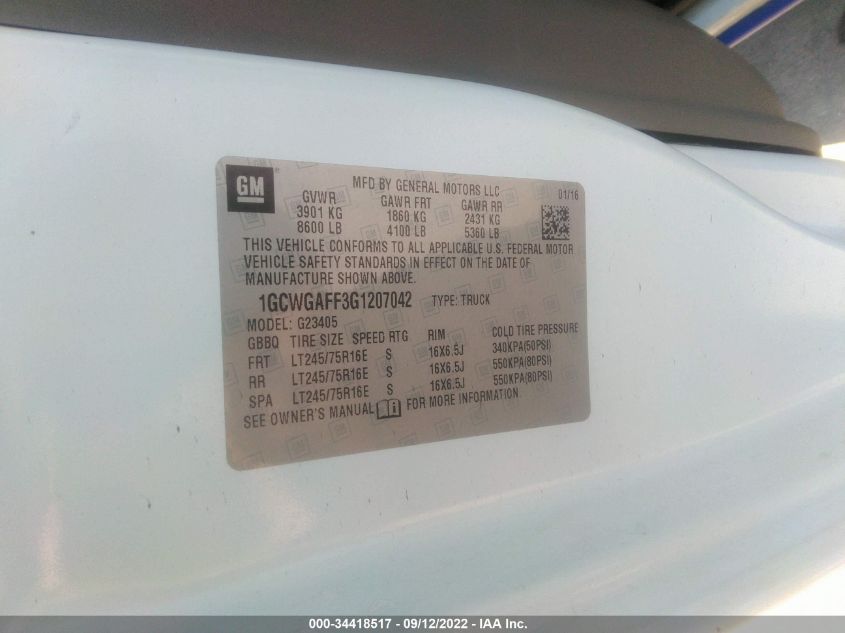 GM
MFD BY GENERAL MOTORS LLC
01/16
GVWR GAWR FRT GAWR RR
3901 KG 1860 KG 2431 KG
8600 LB 4100 LB 5360 LB
THIS VEHICLE CONFORMS TO ALL APPLICABLE U.S. FEDERAL MOTOR
VEHICLE SAFETY STANDARDS IN EFFECT ON THE DATE OF
MANUFACTURE SHOWN ABOVE.
1GCWGAFF3G1207042 TYPE: TRUCK
MODEL: G23405
GBBQ TIRE SIZE SPEED RTG RIM COLD TIRE PRESSURE
FRT LT245/75R16E S 16X6.5J 340KPA(50PSI)
RR LT245/75R16E S 16X6.5J 550KPA(80PSI)
SPA LT245/75R16E S 16X6.5J 550KPA(80PSI)
SEE OWNER'S MANUAL FOR MORE INFORMATION.
000-34418517 - 09/12/2022 - IAA Inc.